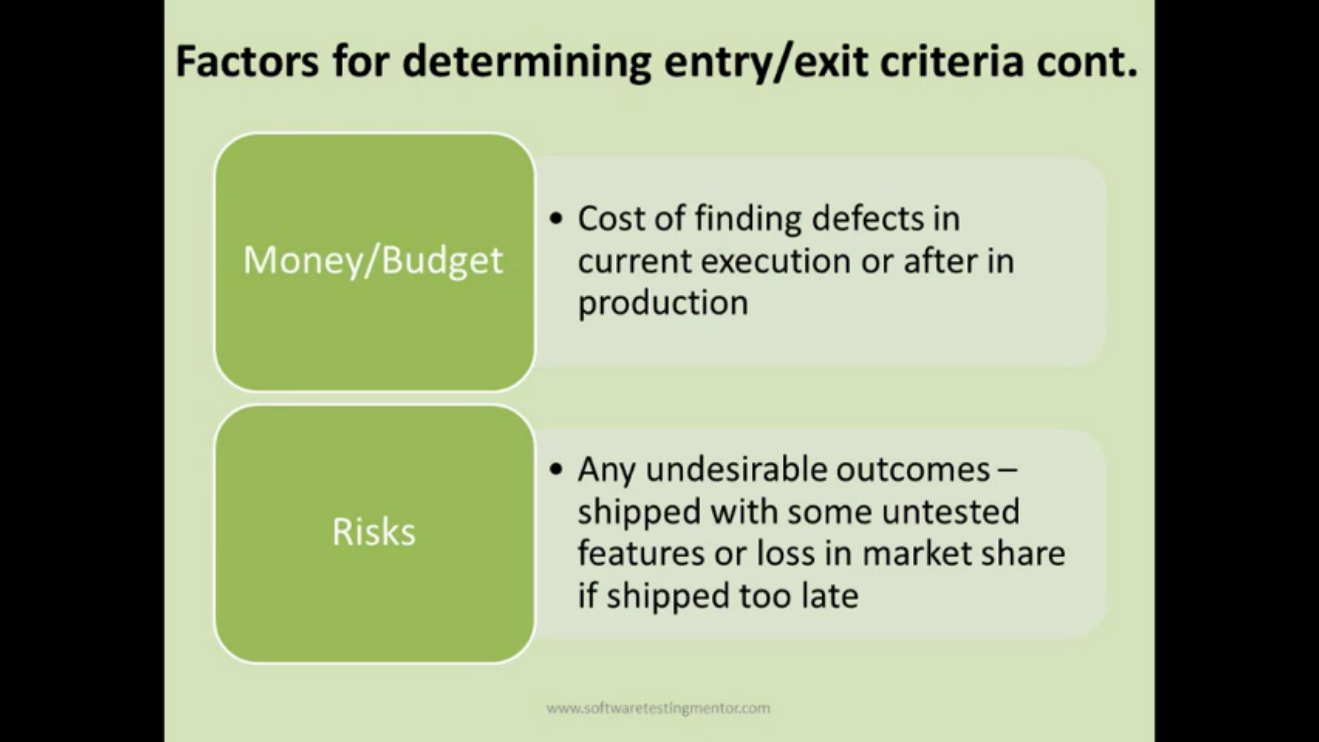 Factors for determining entry/exit criteria cont.
Money/Budget
• Cost of finding defects in
current execution or after in
production
Risks
• Any undesirable outcomes –
shipped with some untested
features or loss in market share
if shipped too late
www.softwaretestingmentor.com